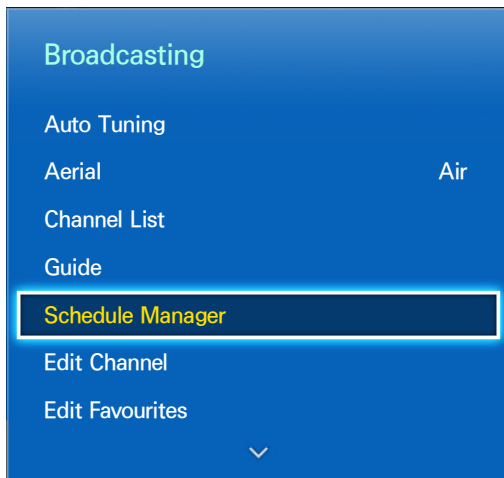 Broadcasting
Auto Tuning
Aerial Air
Channel List
Guide
Schedule Manager
Edit Channel
Edit Favourites